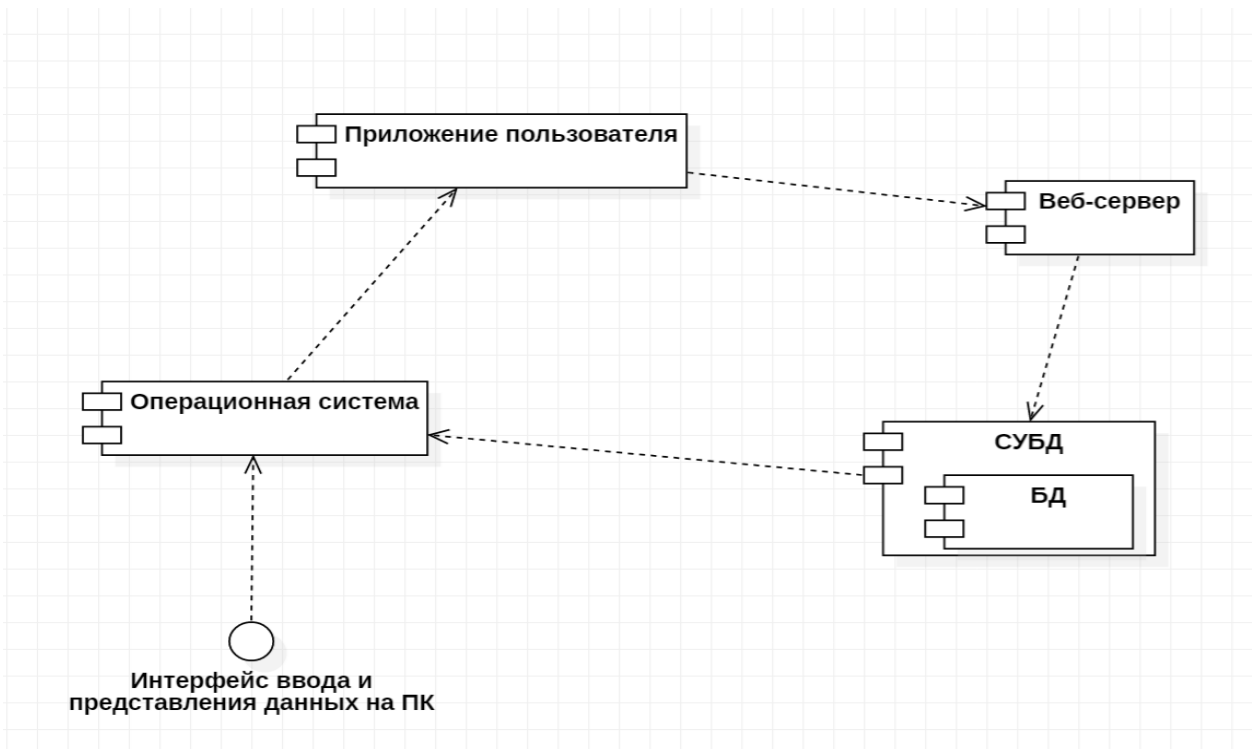 Приложение пользователя
Веб-сервер
Операционная система
СУБД
БД
Интерфейс ввода и
представления данных на ПК